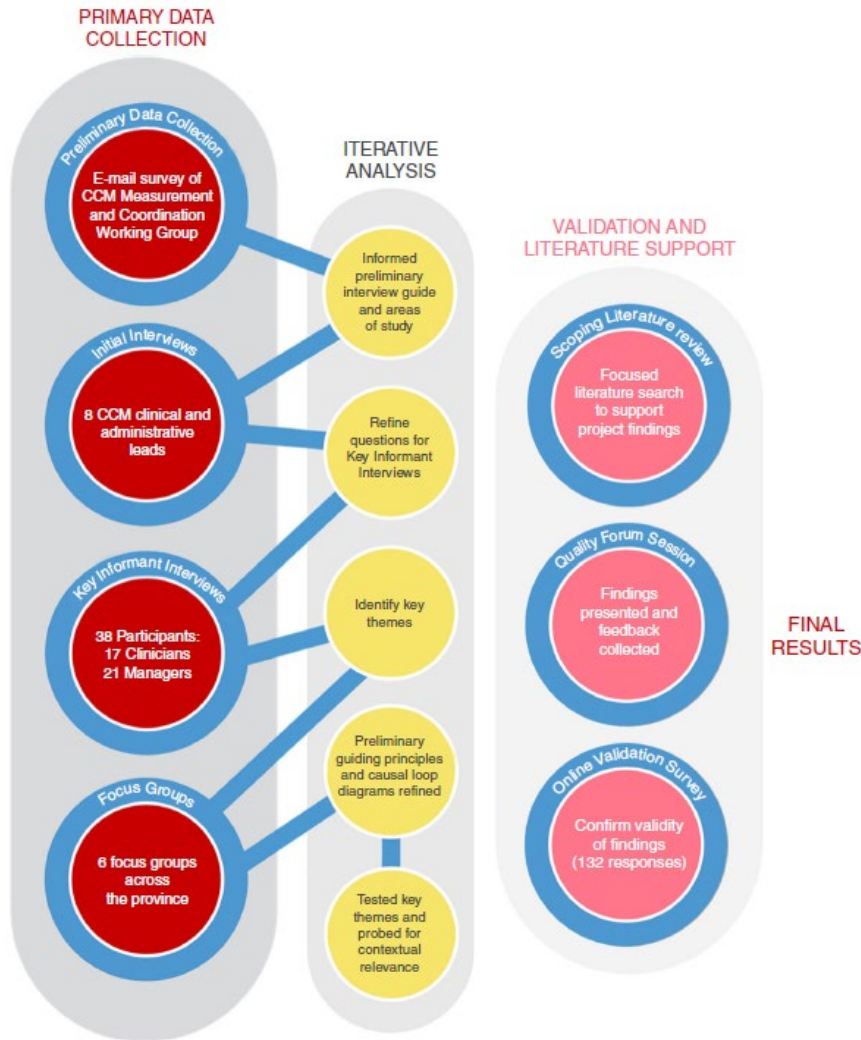 PRIMARY DATA
COLLECTION
Preliminary Data Collection
E-mail survey of
CCM Measurement
and Coordination
Working Group
Initial Interviews
8 CCM clinical and
administrative
leads
Key Informant Interviews
38 Participants:
17 Clinicians
21 Managers
Focus Groups
6 focus groups
across
the province
ITERATIVE
ANALYSIS
Informed
preliminary
interview guide
and areas
of study
Refine
questions for
Key Informant
Interviews
Identify key
themes
Preliminary
guiding principles
and causal loop
diagrams refined
Tested key
themes and
probed for
contextual
relevance
VALIDATION AND
LITERATURE SUPPORT
Scoping Literature review
Focused
literature search
to support
project findings
Quality Forum Session
Findings
presented and
feedback
collected
Online Validation Survey
Confirm validity
of findings
(132 responses)
FINAL
RESULTS